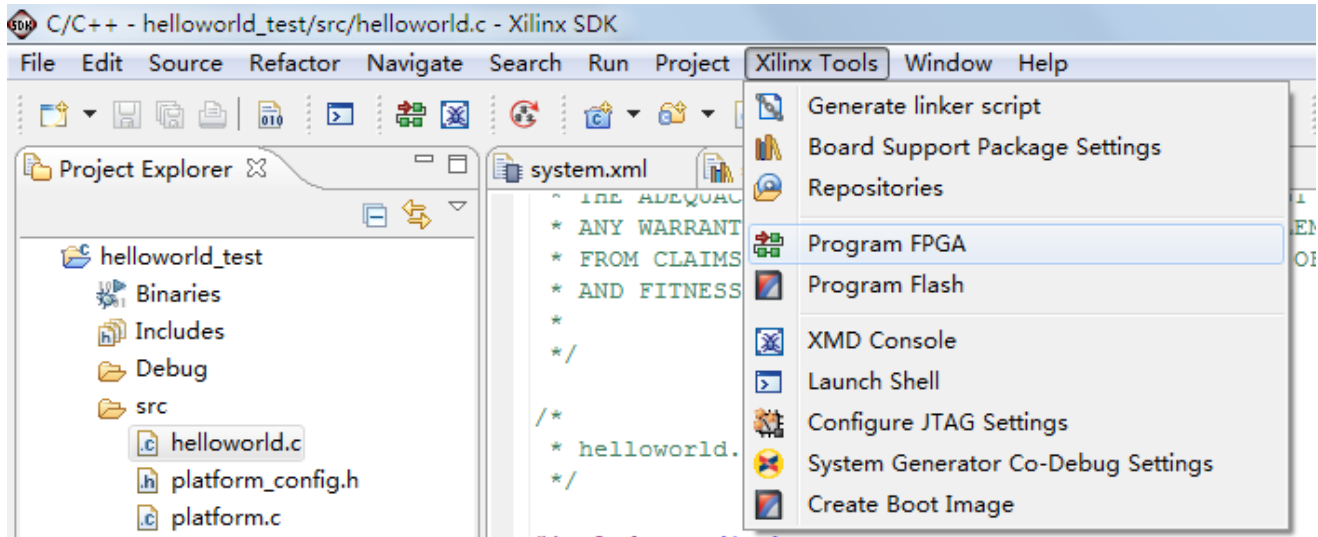 C/C++ - helloworld_test/src/helloworld.c - Xilinx SDK
File Edit Source Refactor Navigate Search Run Project Xilinx Tools Window Help
Project Explorer
system.xml
helloworld_test
Binaries
Includes
Debug
src
helloworld.c
platform_config.h
platform.c
* ANY WARRANT
* FROM CLAIMS
* AND FITNESS
*
*/
/*
* helloworld.
*/
Generate linker script
Board Support Package Settings
Repositories
Program FPGA
Program Flash
XMD Console
Launch Shell
Configure JTAG Settings
System Generator Co-Debug Settings
Create Boot Image